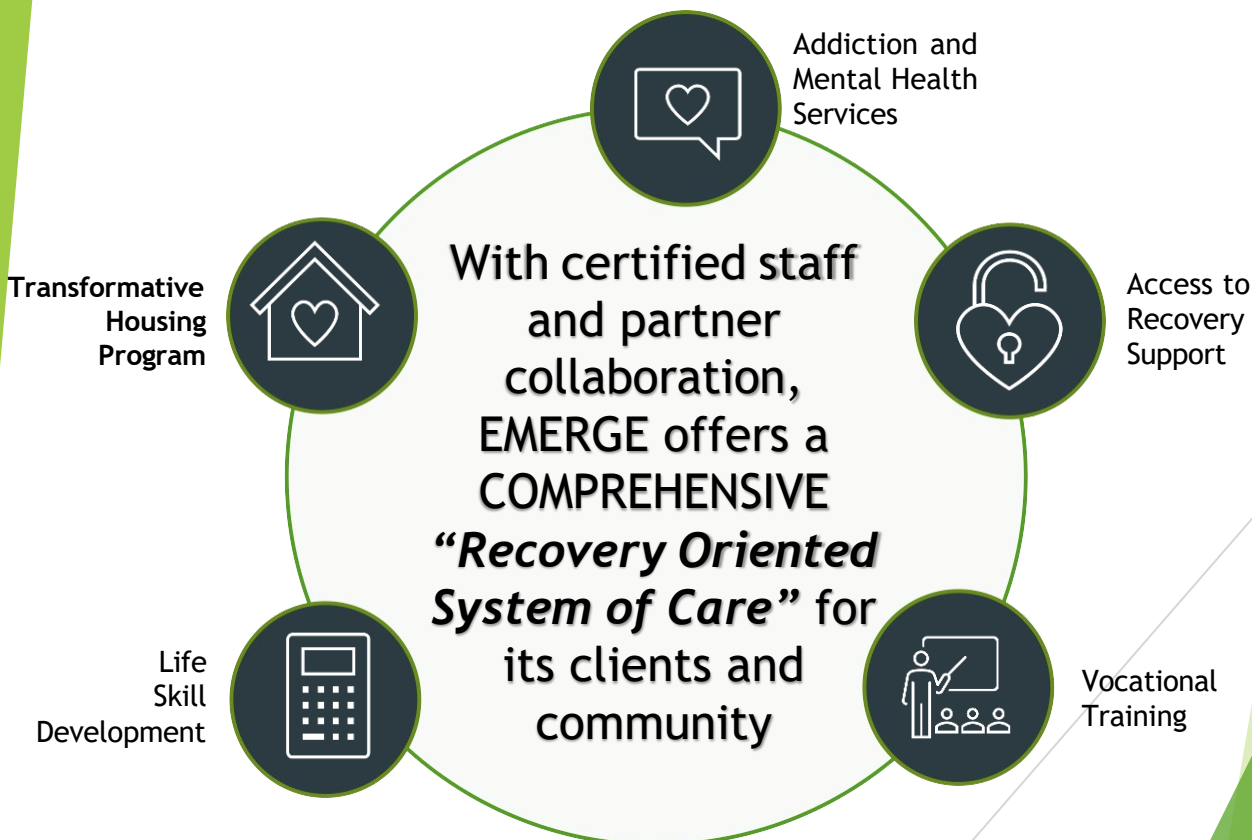 Addiction and
Mental Health
Services
Transformative
Housing
Program
With certified staff
and partner
collaboration,
EMERGE offers a
COMPREHENSIVE
“Recovery Oriented
System of Care” for
its clients and
community
Access to
Recovery
Support
Life
Skill
Development
Vocational
Training